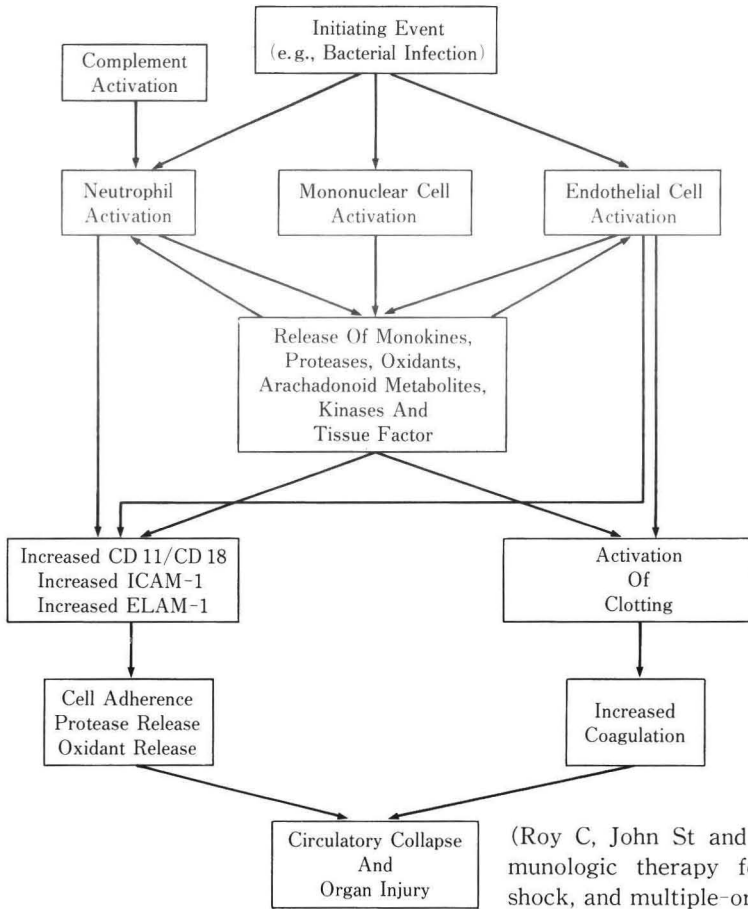 Initiating Event
(e.g., Bacterial Infection)
Complement
Activation
Neutrophil
Activation
Mononuclear Cell
Activation
Endothelial Cell
Activation
Release Of Monokines,
Proteases, Oxidants,
Arachadonoid Metabolites,
Kinases And
Tissue Factor
Increased CD 11/CD 18
Increased ICAM-1
Increased ELAM-1
Activation
Of
Clotting
Cell Adherence
Protease Release
Oxidant Release
Increased
Coagulation
Circulatory Collapse
And
Organ Injury
(Roy C, John St and
munologic therapy f
shock, and multiple-or